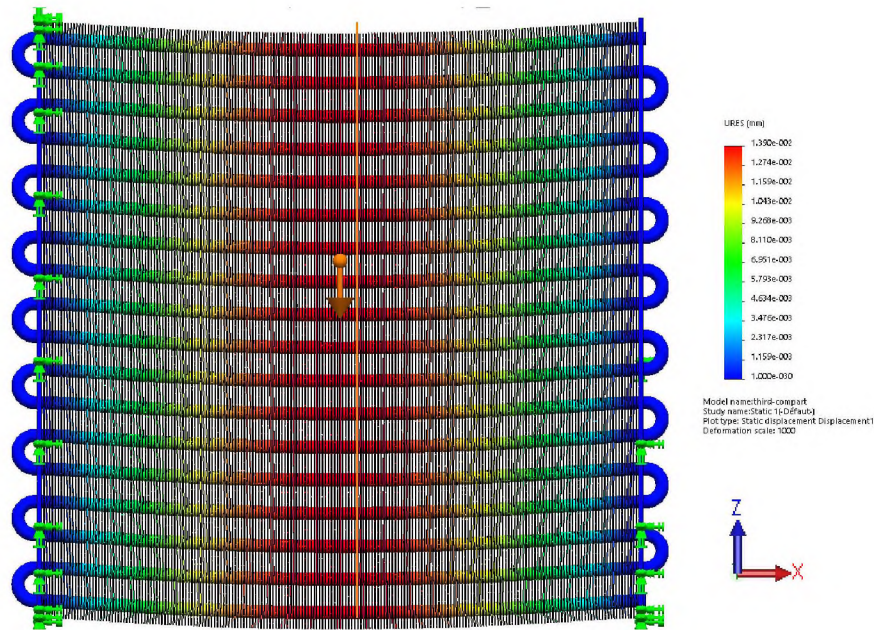 URES (mm)
1.390e-002
1.274e-002
1.159e-002
1.043e-002
9.268e-003
8.110e-003
6.951e-003
5.793e-003
4.634e-003
3.476e-003
2.317e-003
1.159e-003
1.000e-030
Model name:third-compart
Study name:Static 1(-Défaut-)
Plot type: Static displacement Displacement1
Deformation scale: 1000
Z
X